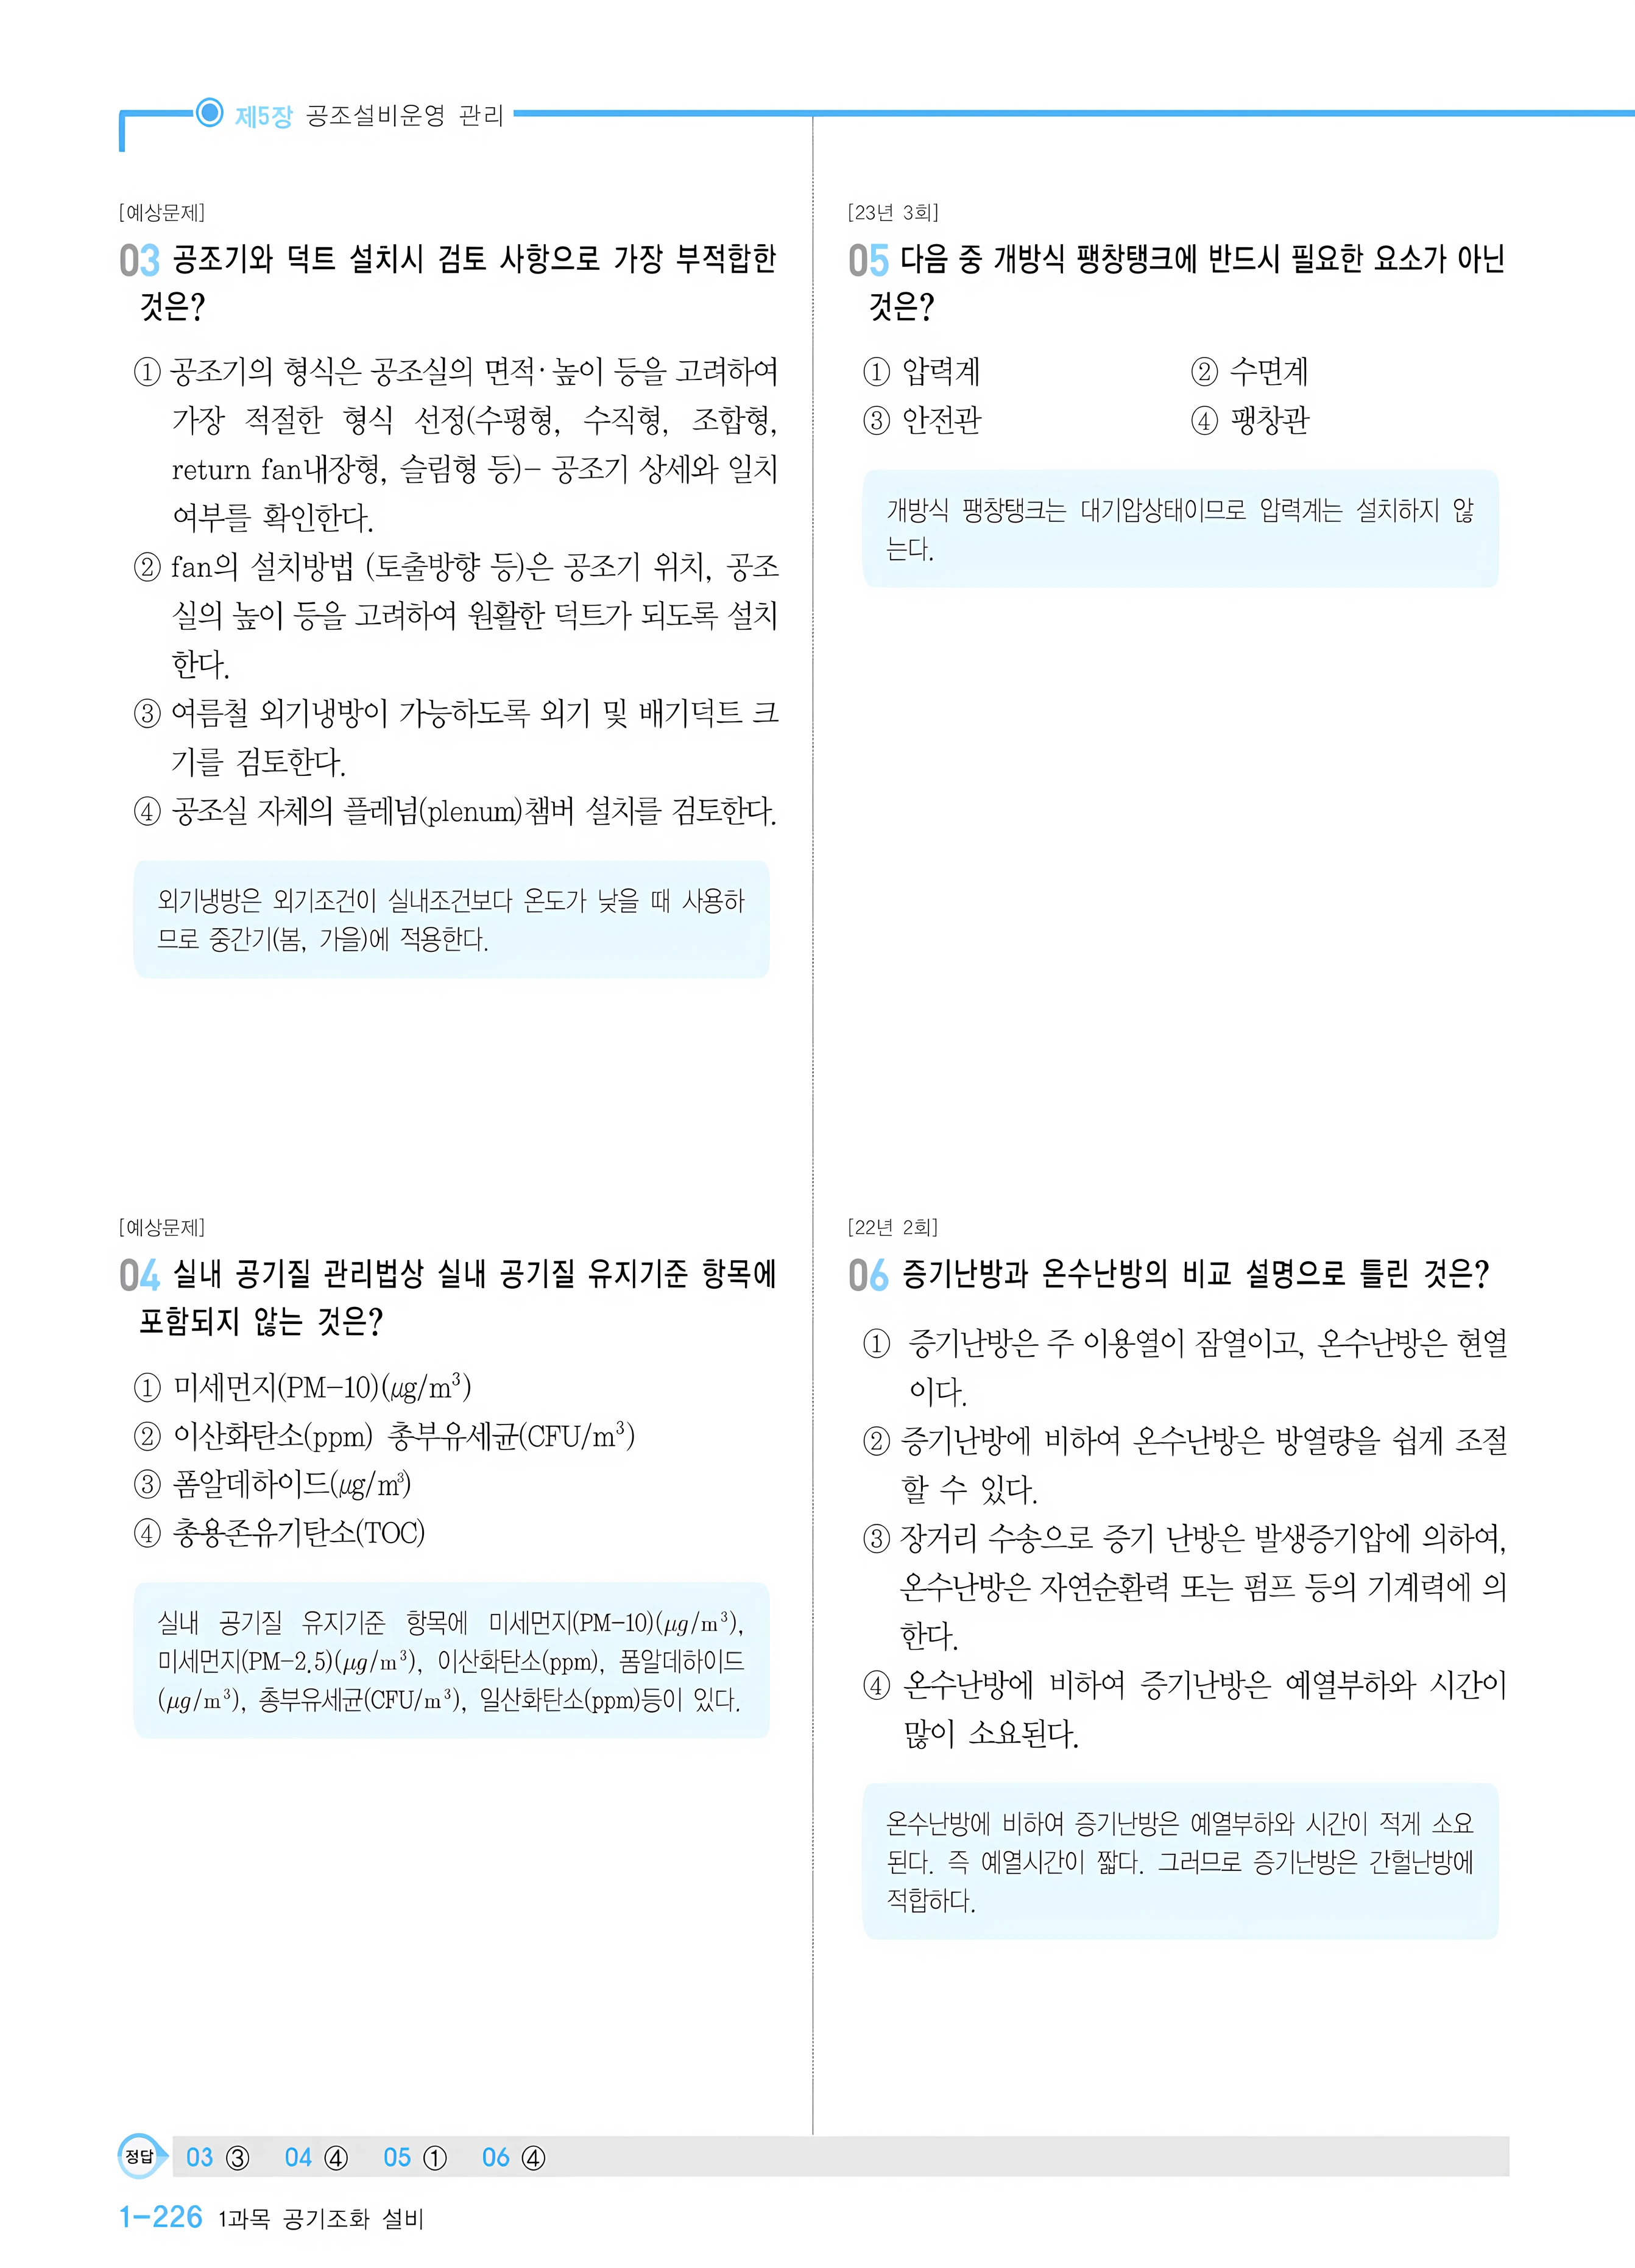 제5장 공조설비운영 관리
[예상문제]
03 공조기와 덕트 설치시 검토 사항으로 가장 부적합한
것은?
① 공조기의 형식은 공조실의 면적·높이 등을 고려하여
가장 적절한 형식 선정(수평형, 수직형, 조합형,
return fan내장형, 슬림형 등)- 공조기 상세와 일치
여부를 확인한다.
② fan의 설치방법 (토출방향 등)은 공조기 위치, 공조
실의 높이 등을 고려하여 원활한 덕트가 되도록 설치
한다.
③ 여름철 외기냉방이 가능하도록 외기 및 배기덕트 크
기를 검토한다.
④ 공조실 자체의 플레넘(plenum)챔버 설치를 검토한다.
외기냉방은 외기조건이 실내조건보다 온도가 낮을 때 사용하
므로 중간기(봄, 가을)에 적용한다.
[예상문제]
04 실내 공기질 관리법상 실내 공기질 유지기준 항목에
포함되지 않는 것은?
① 미세먼지(PM-10)(㎍/m³)
② 이산화탄소(ppm) 총부유세균(CFU/m³)
③ 폼알데하이드(㎍/m³)
④ 총용존유기탄소(TOC)
실내 공기질 유지기준 항목에 미세먼지(PM-10)(μg/m³),
미세먼지(PM-2.5)(μg/m³), 이산화탄소(ppm), 폼알데하이드
(μg/m³), 총부유세균(CFU/m³), 일산화탄소(ppm)등이 있다.
[23년 3회]
05 다음 중 개방식 팽창탱크에 반드시 필요한 요소가 아닌
것은?
① 압력계 ② 수면계
③ 안전관 ④ 팽창관
개방식 팽창탱크는 대기압상태이므로 압력계는 설치하지 않
는다.
[22년 2회]
06 증기난방과 온수난방의 비교 설명으로 틀린 것은?
① 증기난방은 주 이용열이 잠열이고, 온수난방은 현열
이다.
② 증기난방에 비하여 온수난방은 방열량을 쉽게 조절
할 수 있다.
③ 장거리 수송으로 증기 난방은 발생증기압에 의하여,
온수난방은 자연순환력 또는 펌프 등의 기계력에 의
한다.
④ 온수난방에 비하여 증기난방은 예열부하와 시간이
많이 소요된다.
온수난방에 비하여 증기난방은 예열부하와 시간이 적게 소요
된다. 즉 예열시간이 짧다. 그러므로 증기난방은 간헐난방에
적합하다.
정답 03 ③ 04 ④ 05 ① 06 ④
1-226 1과목 공기조화 설비